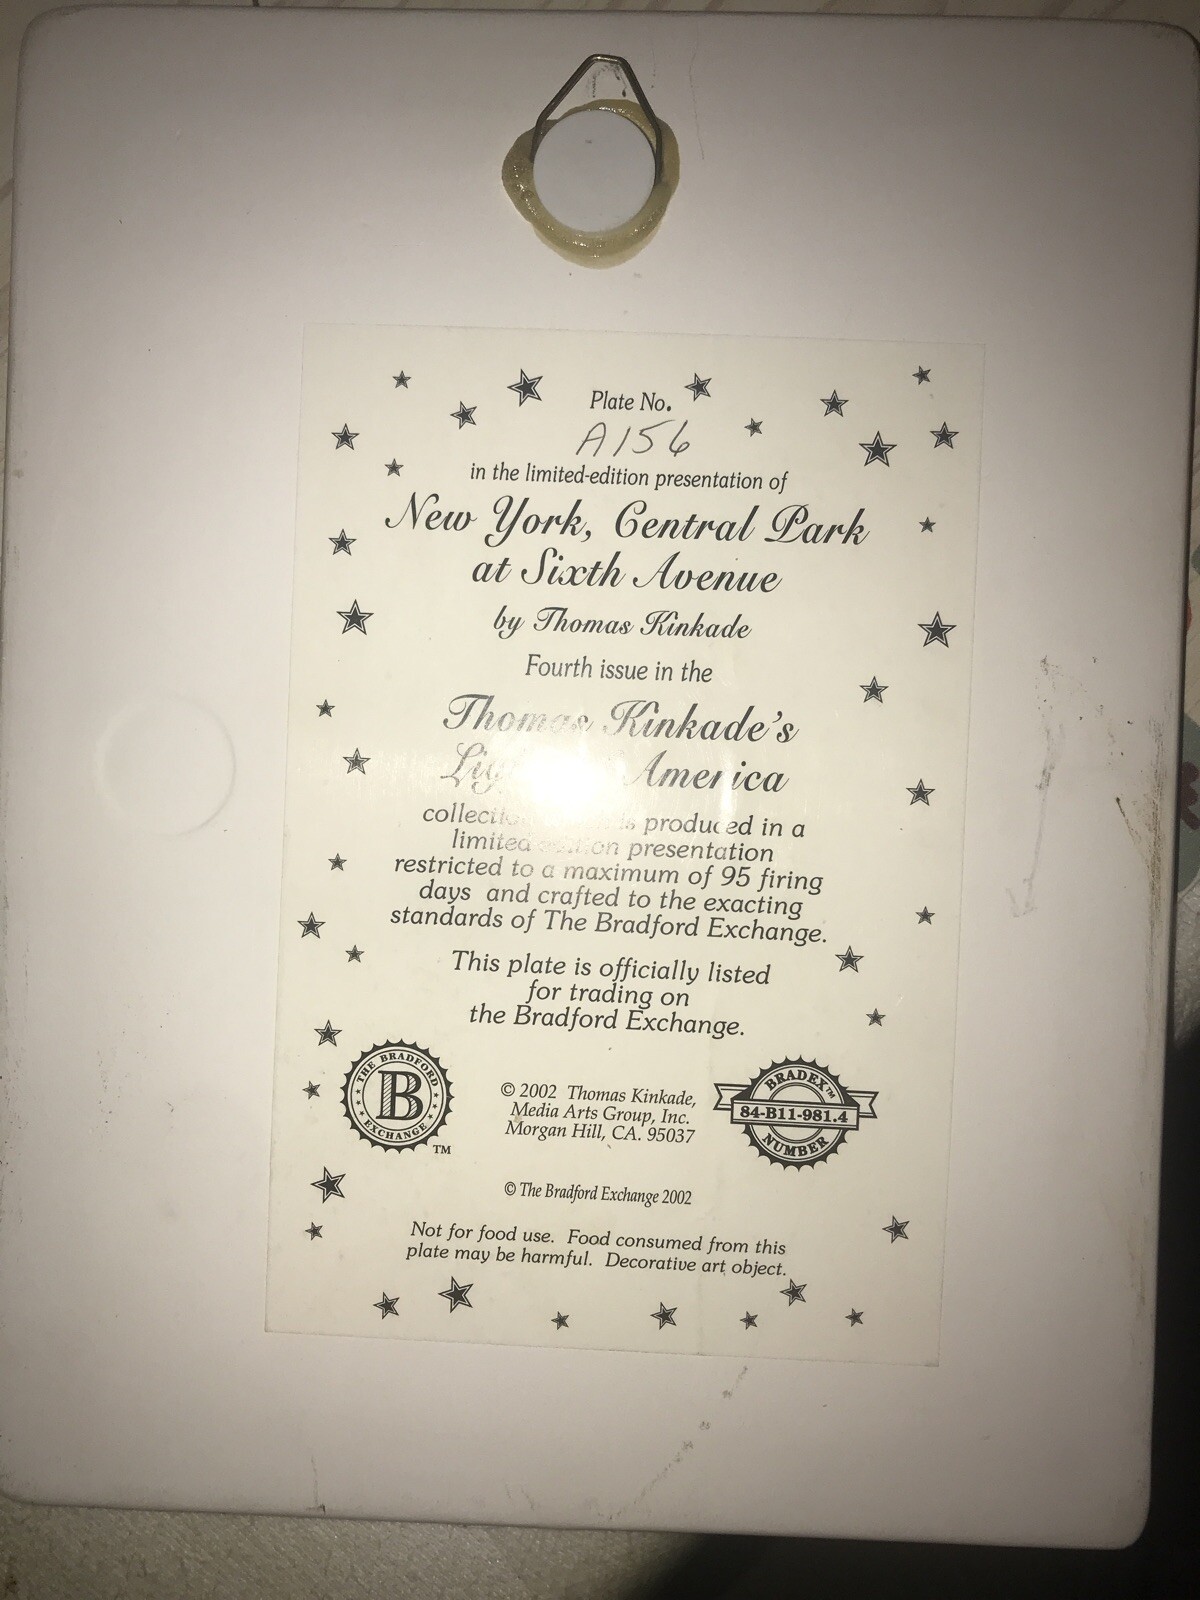 Plate No.
A156
in the limited-edition presentation of
New York, Central Park
at Sixth Avenue
by Thomas Kinkade
Fourth issue in the
Thomas Kinkade's
America
is produced in a
limited presentation
restricted to a maximum of 95 firing
days and crafted to the exacting
standards of The Bradford Exchange.
This plate is officially listed
for trading on
the Bradford Exchange.
THE BRADFORD
B
EXCHANGE
TM
© 2002 Thomas Kinkade,
Media Arts Group, Inc.
Morgan Hill, CA. 95037
BRADEX™
84-B11-981.4
NUMBER
© The Bradford Exchange 2002
Not for food use. Food consumed from this
plate may be harmful. Decorative art object.